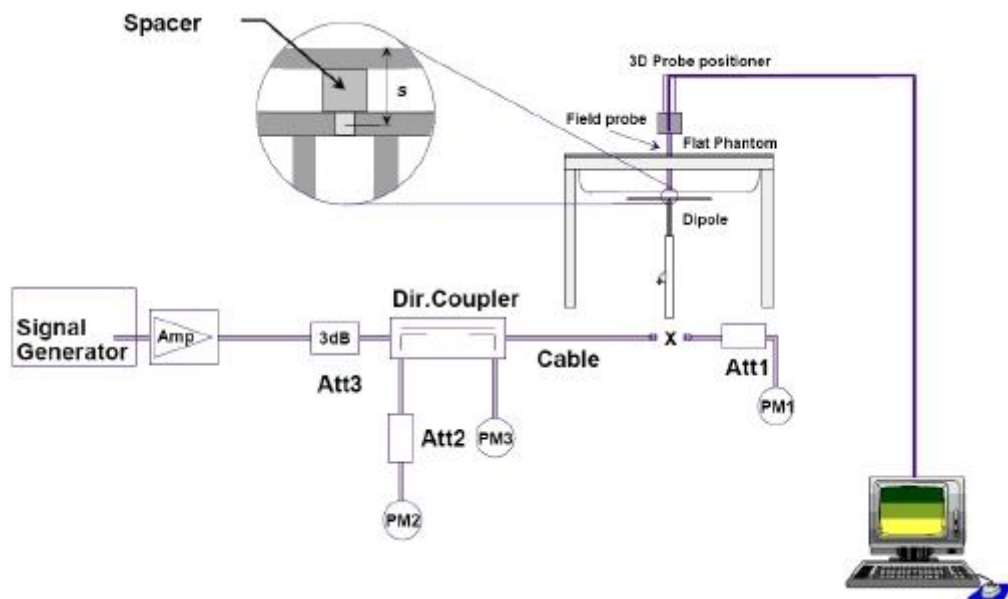 Spacer
s
3D Probe positioner
Field probe
Flat Phantom
Dipole
Signal
Generator
Amp
3dB
Att3
Dir.Coupler
Cable
X
Att1
PM1
Att2
PM3
PM2